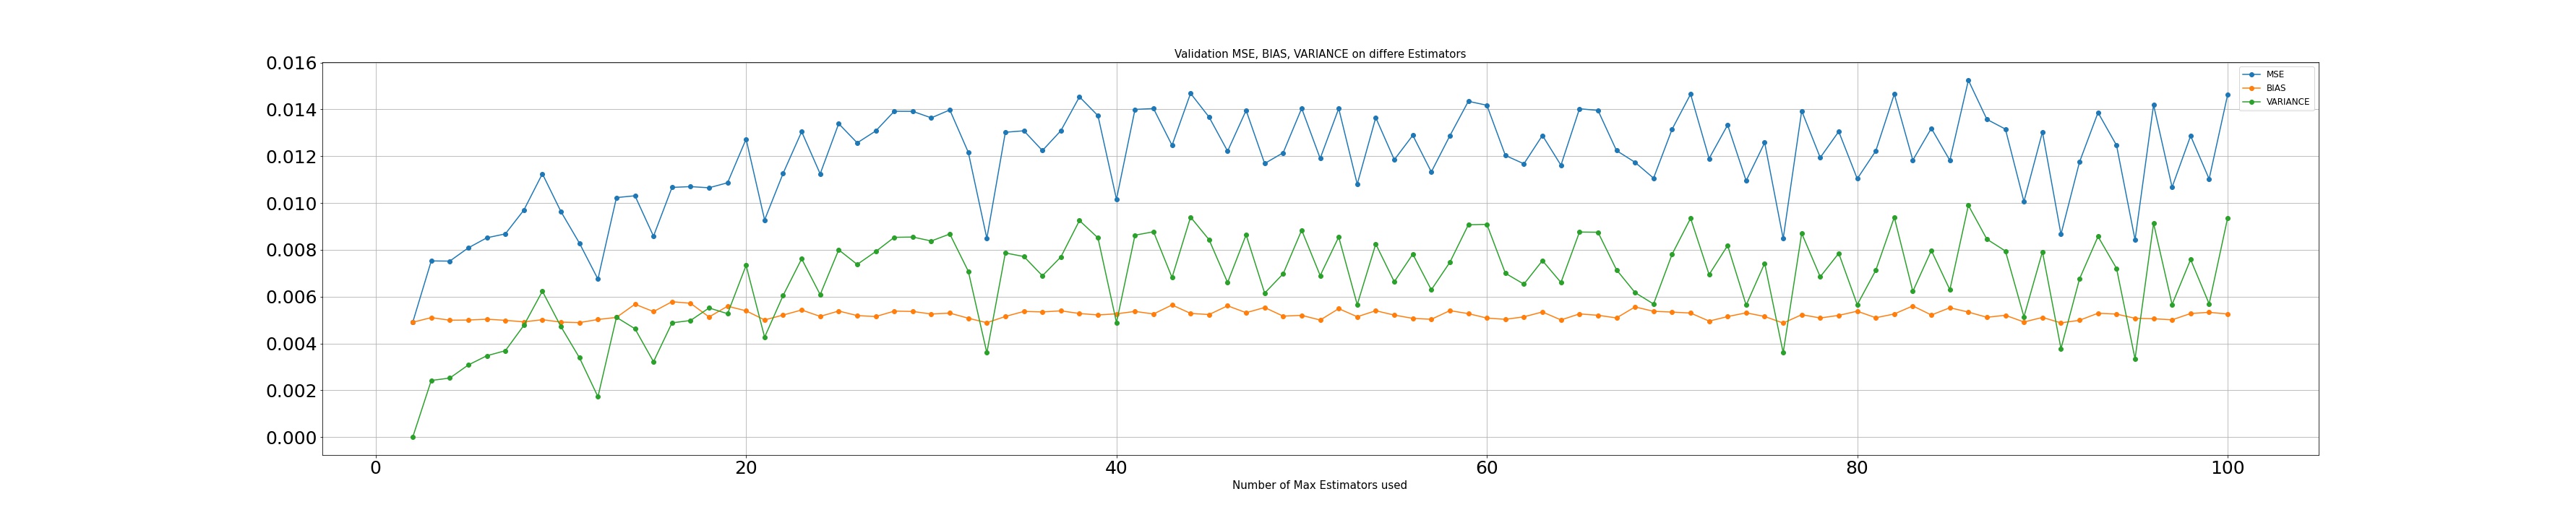 Validation MSE, BIAS, VARIANCE on differe Estimators
0.016
0.014
0.012
0.010
0.008
0.006
0.004
0.002
0.000
MSE
BIAS
VARIANCE
0 20 40 60 80 100
Number of Max Estimators used